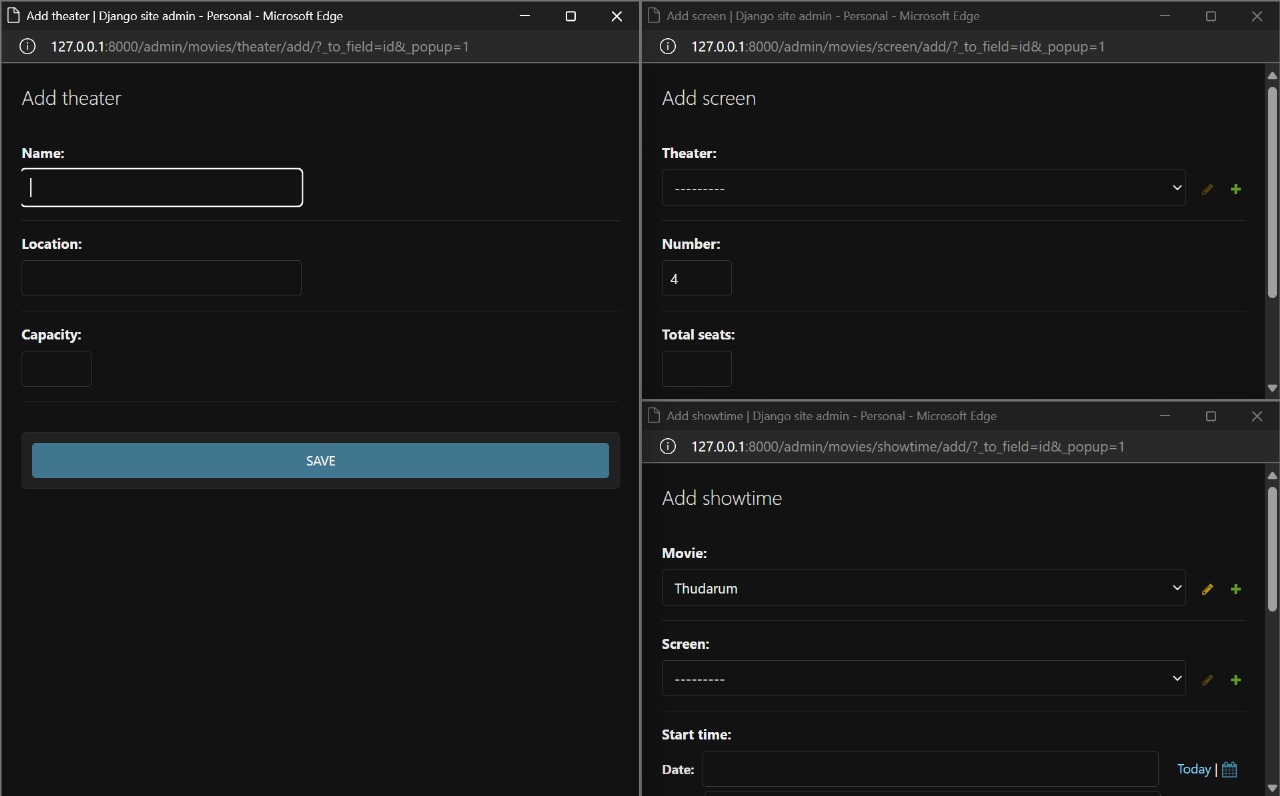 Add theater | Django site admin - Personal - Microsoft Edge
127.0.0.1:8000/admin/movies/theater/add/?_to_field=id&_popup=1
Add theater
Name:
Location:
Capacity:
SAVE
Add screen | Django site admin - Personal - Microsoft Edge
127.0.0.1:8000/admin/movies/screen/add/?_to_field=id&_popup=1
Add screen
Theater:
---------
Number:
4
Total seats:
Add showtime | Django site admin - Personal - Microsoft Edge
127.0.0.1:8000/admin/movies/showtime/add/?_to_field=id&_popup=1
Add showtime
Movie:
Thudarum
Screen:
---------
Start time:
Date: Today |